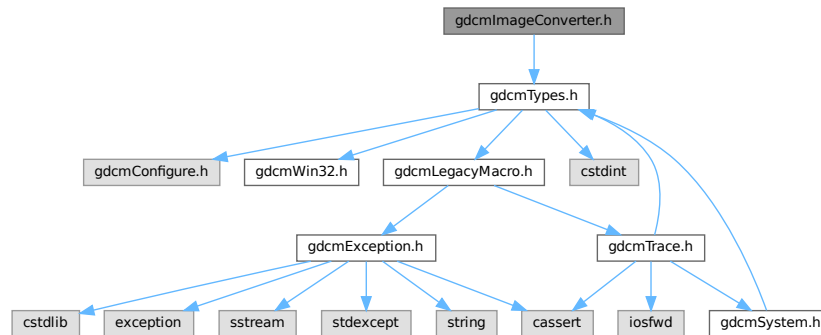 gdcmImageConverter.h
gdcmTypes.h
gdcmConfigure.h
gdcmWin32.h
gdcmLegacyMacro.h
cstdint
gdcmException.h
gdcmTrace.h
cstdlib
exception
sstream
stdexcept
string
cassert
iosfwd
gdcmSystem.h